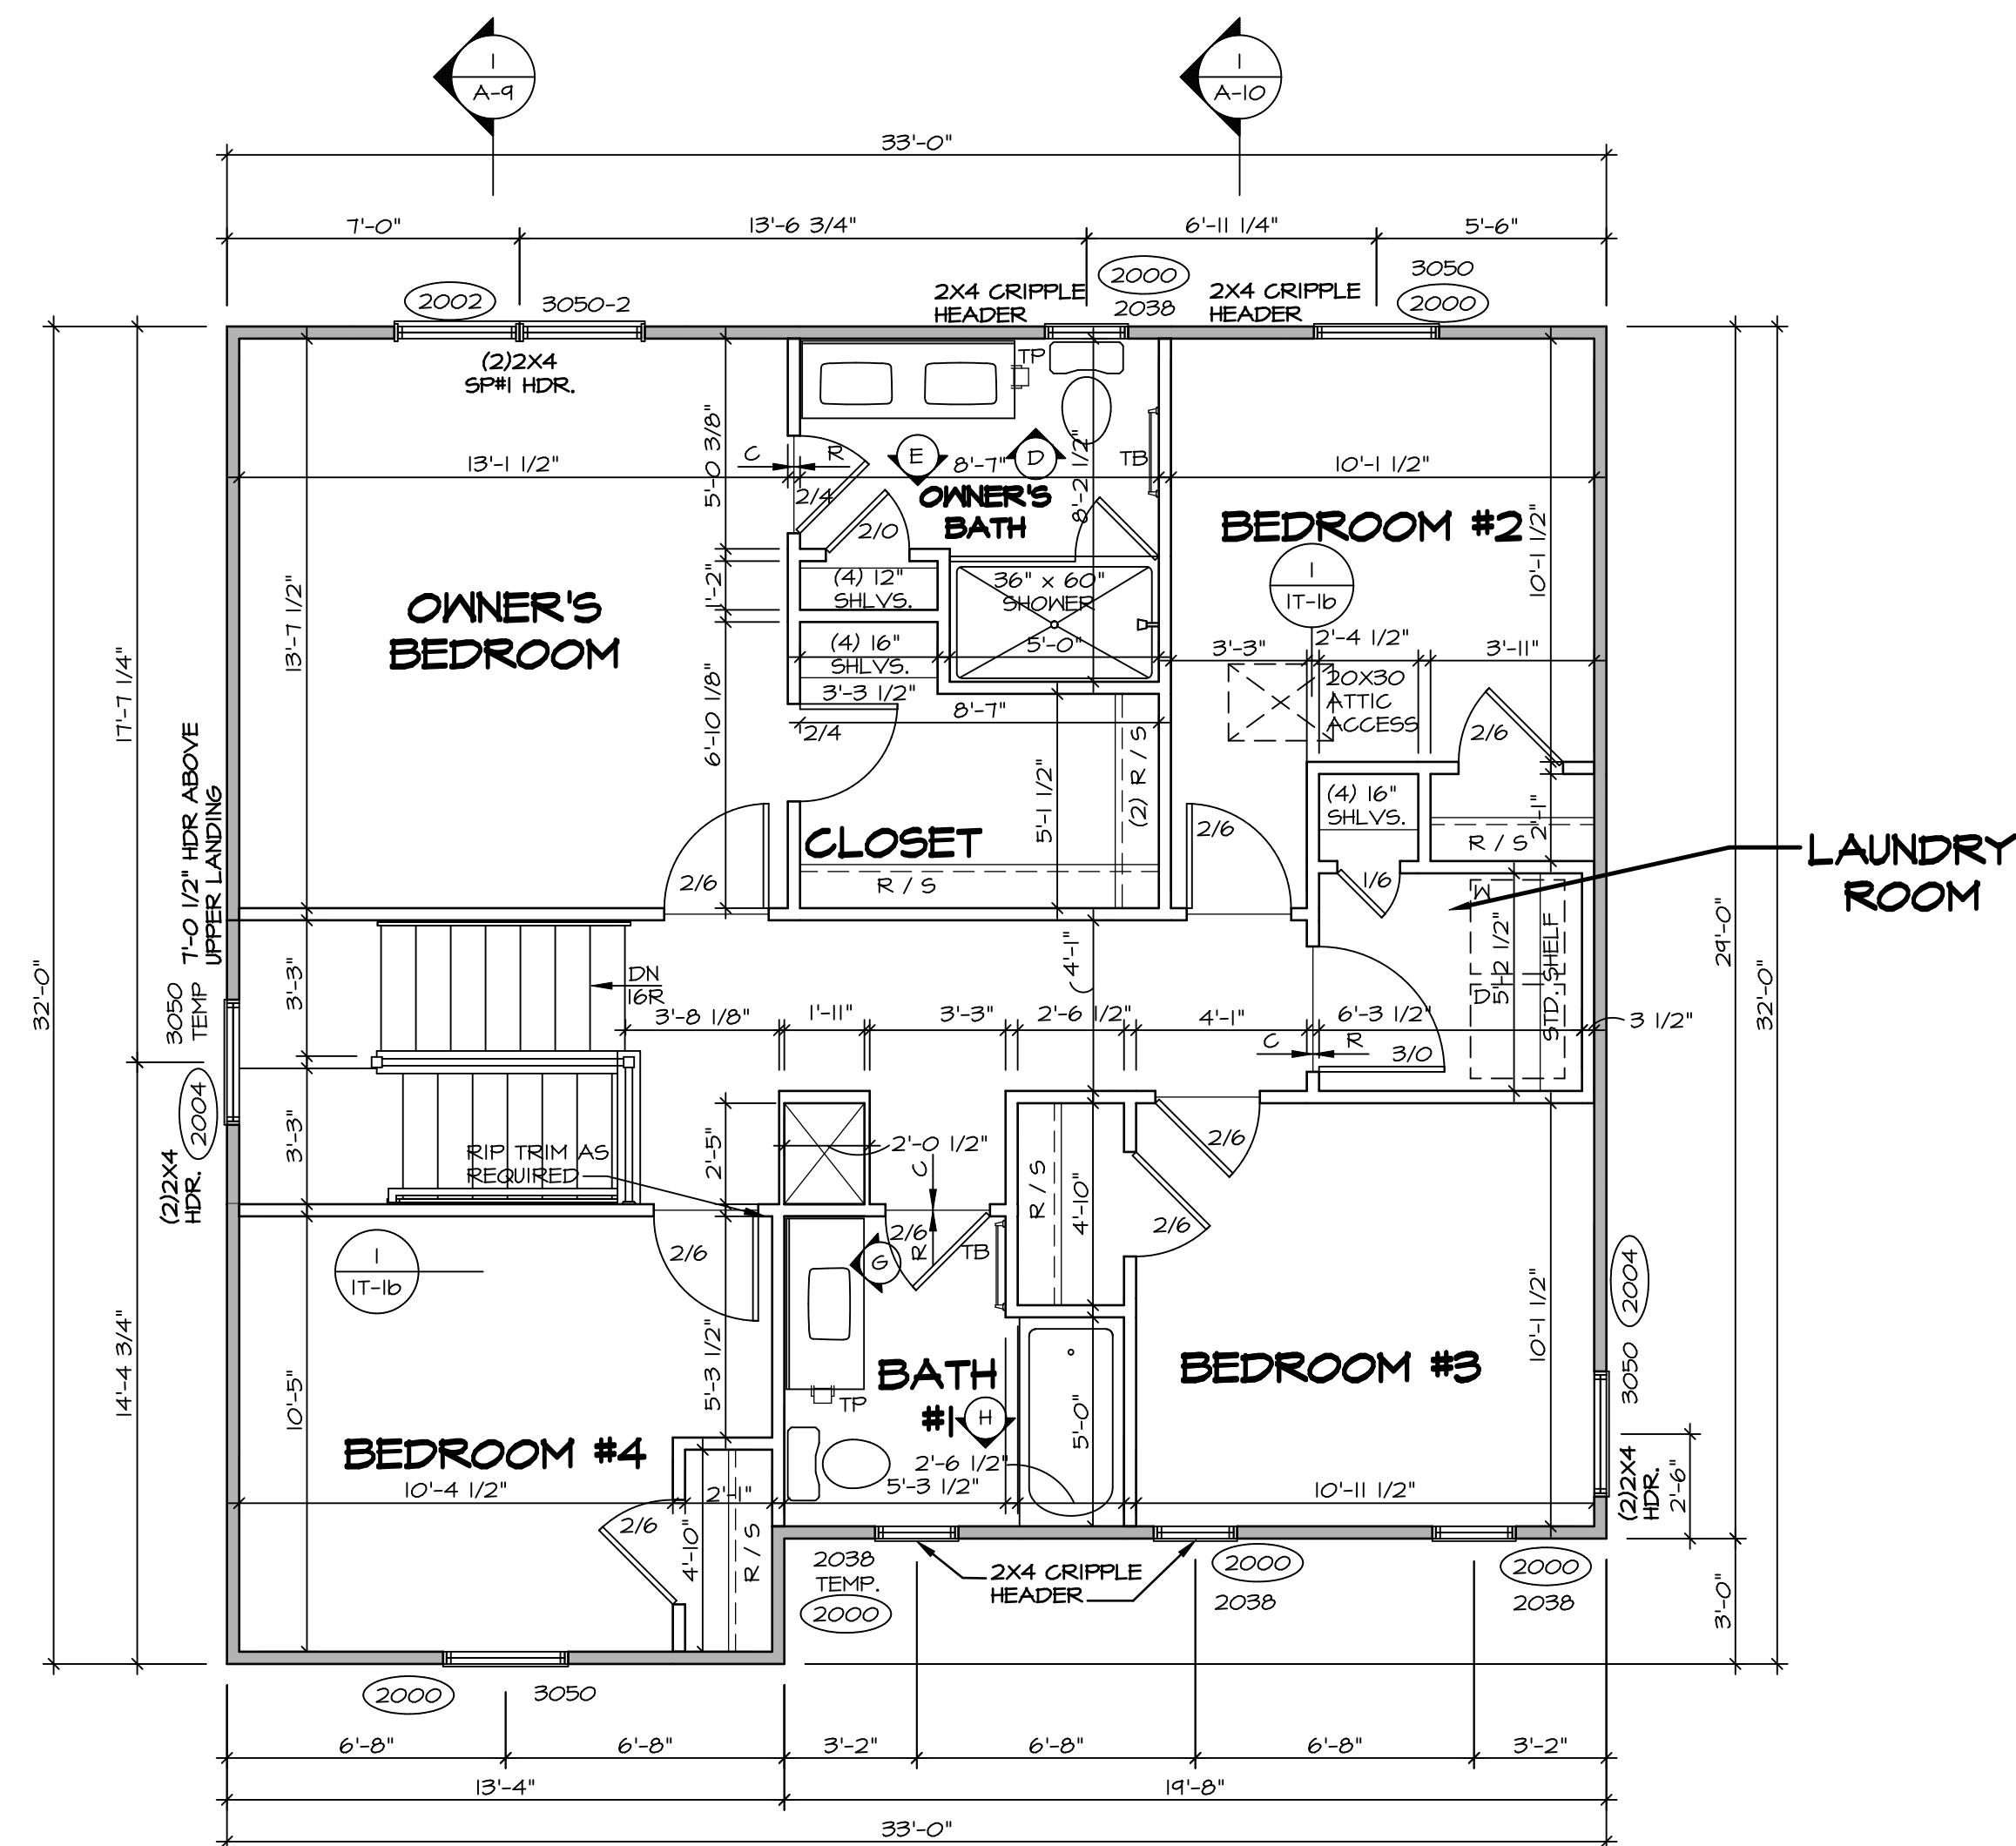 1
A-9
1
A-10
33'-0"
7'-0"
13'-6 3/4"
6'-11 1/4"
5'-6"
2002
3050-2
2X4 CRIPPLE
HEADER
2000
2038
2X4 CRIPPLE
HEADER
3050
2000
(2)2X4
SP#1 HDR.
TP
13'-1 1/2"
5'-0 3/8"
C
R
E
8'-7"
D
8'-2 1/2"
TB
10'-1 1/2"
2/4
OWNER'S
BATH
2/0
BEDROOM #2
10'-1 1/2"
1
IT-1b
OWNER'S
BEDROOM
13'-7 1/2"
1'-2"
(4) 12"
SHLVS.
36" x 60"
SHOWER
5'-0"
(4) 16"
SHLVS.
3'-3 1/2"
3'-3"
2'-4 1/2"
3'-11"
20X30
ATTIC
ACCESS
6'-10 1/8"
8'-7"
2/4
2/6
17'-7 1/4"
7'-0 1/2" HDR ABOVE
UPPER LANDING
5'-1 1/2"
(2) R / S
(4) 16"
SHLVS.
2'-1"
R / S
CLOSET
R / S
2/6
2/6
1/6
LAUNDRY
ROOM
W
D
5'-2 1/2"
STD. SHELF
32'-0"
29'-0"
32'-0"
3050
TEMP
3'-3"
DN
16R
4'-1"
3'-8 1/8"
1'-11"
3'-3"
2'-6 1/2"
4'-1"
6'-3 1/2"
3 1/2"
C
R
3/0
2004
(2)2X4
HDR.
3'-3"
RIP TRIM AS
REQUIRED
2'-5"
2'-0 1/2"
C
R
2/6
R / S
4'-10"
2/6
2/6
1
IT-1b
2/6
G
TB
14'-4 3/4"
10'-5"
5'-3 1/2"
BATH
#1
H
TP
BEDROOM #3
10'-1 1/2"
2004
3050
(2)2X4
HDR.
2'-6"
BEDROOM #4
5'-0"
2'-6 1/2"
10'-4 1/2"
2'-1"
5'-3 1/2"
10'-11 1/2"
2/6
4'-10"
R / S
2038
TEMP.
2000
2X4 CRIPPLE
HEADER
2000
2038
2000
2038
3'-0"
2000
3050
6'-8"
6'-8"
3'-2"
6'-8"
6'-8"
3'-2"
13'-4"
19'-8"
33'-0"